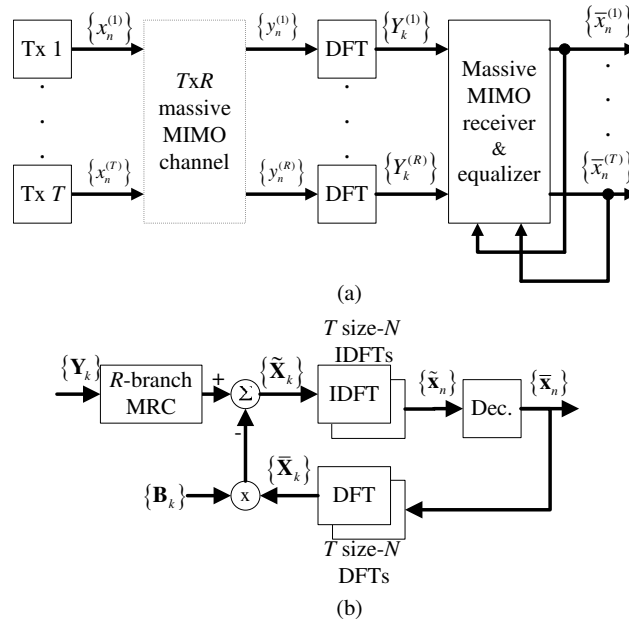 Tx 1
{x_n^(1)}
{y_n^(1)}
DFT
{Y_k^(1)}
{x̄_n^(1)}
TxR
massive
MIMO
channel
Massive
MIMO
receiver
&
equalizer
Tx T
{x_n^(T)}
{y_n^(R)}
DFT
{Y_k^(R)}
{x̄_n^(T)}
(a)
T size-N
IDFTs
{Y_k}
R-branch
MRC
+
Σ
{X̃_k}
IDFT
{x̃_n}
Dec.
{x̄_n}
-
{B_k}
x
{X̄_k}
DFT
T size-N
DFTs
(b)